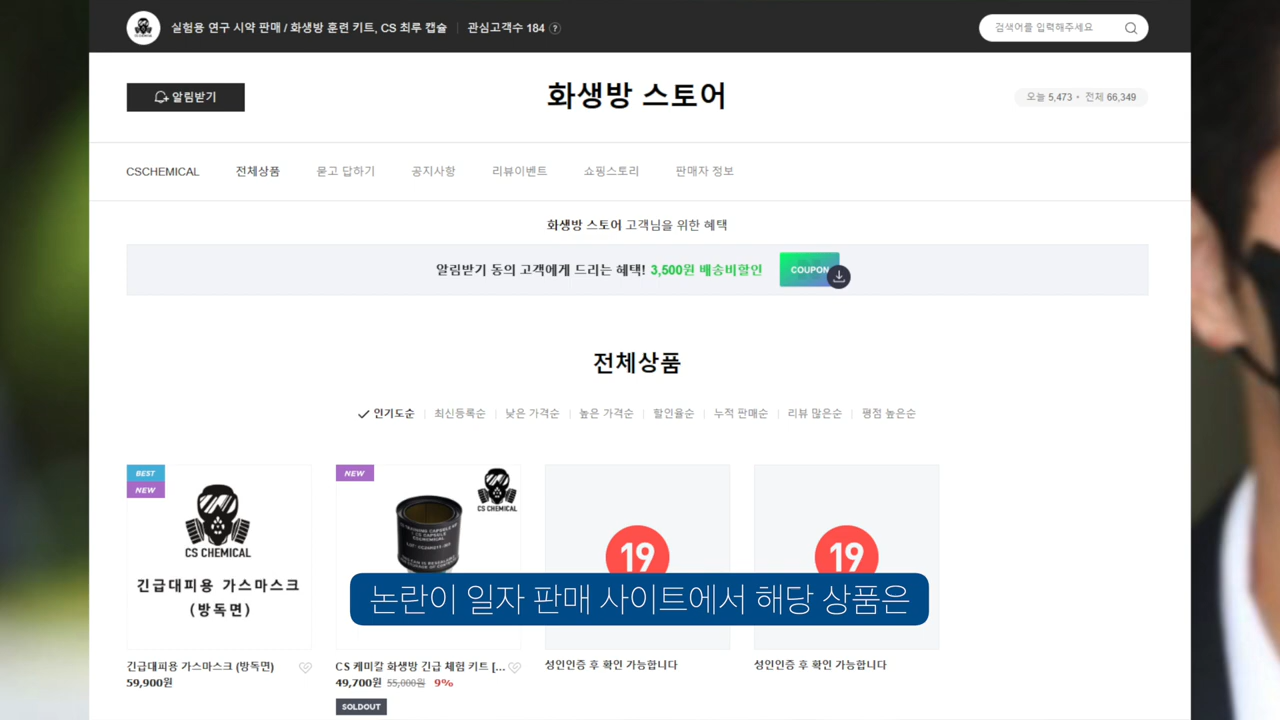 실험용 연구 시약 판매 / 화생방 훈련 키트, CS 최루 캡슐 관심고객수 184 ?
검색어를 입력해주세요
알림받기
화생방 스토어
오늘 5,473 • 전체 66,349
CSCHEMICAL 전체상품 묻고 답하기 공지사항 리뷰이벤트 쇼핑스토리 판매자 정보
화생방 스토어 고객님을 위한 혜택
알림받기 동의 고객에게 드리는 혜택! 3,500원 배송비할인
COUPON
전체상품
인기도순 최신등록순 낮은 가격순 높은 가격순 할인율순 누적 판매순 리뷰 많은순 평점 높은순
BEST
NEW
CS CHEMICAL
긴급대피용 가스마스크
(방독면)
긴급대피용 가스마스크 (방독면)
59,900원
NEW
CS CHEMICAL
CS 케미칼 화생방 긴급 체험 키트 [...
49,700원 55,000원 9%
SOLDOUT
19
성인인증 후 확인 가능합니다
19
성인인증 후 확인 가능합니다
논란이 일자 판매 사이트에서 해당 상품은